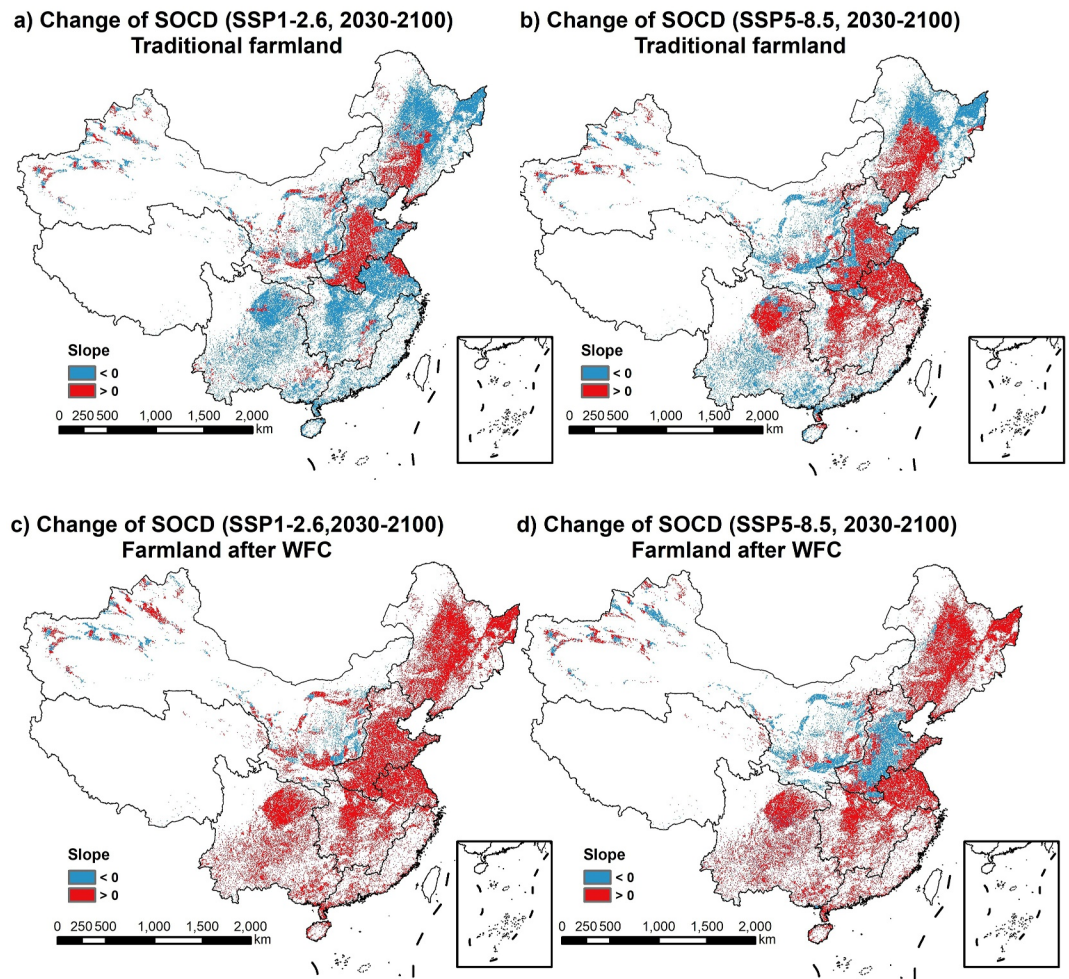 a) Change of SOCD (SSP1-2.6, 2030-2100)
Traditional farmland
Slope
< 0
> 0
0 250 500 1,000 1,500 2,000
km
b) Change of SOCD (SSP5-8.5, 2030-2100)
Traditional farmland
Slope
< 0
> 0
0 250 500 1,000 1,500 2,000
km
c) Change of SOCD (SSP1-2.6,2030-2100)
Farmland after WFC
Slope
< 0
> 0
0 250 500 1,000 1,500 2,000
km
d) Change of SOCD (SSP5-8.5, 2030-2100)
Farmland after WFC
Slope
< 0
> 0
0 250 500 1,000 1,500 2,000
km